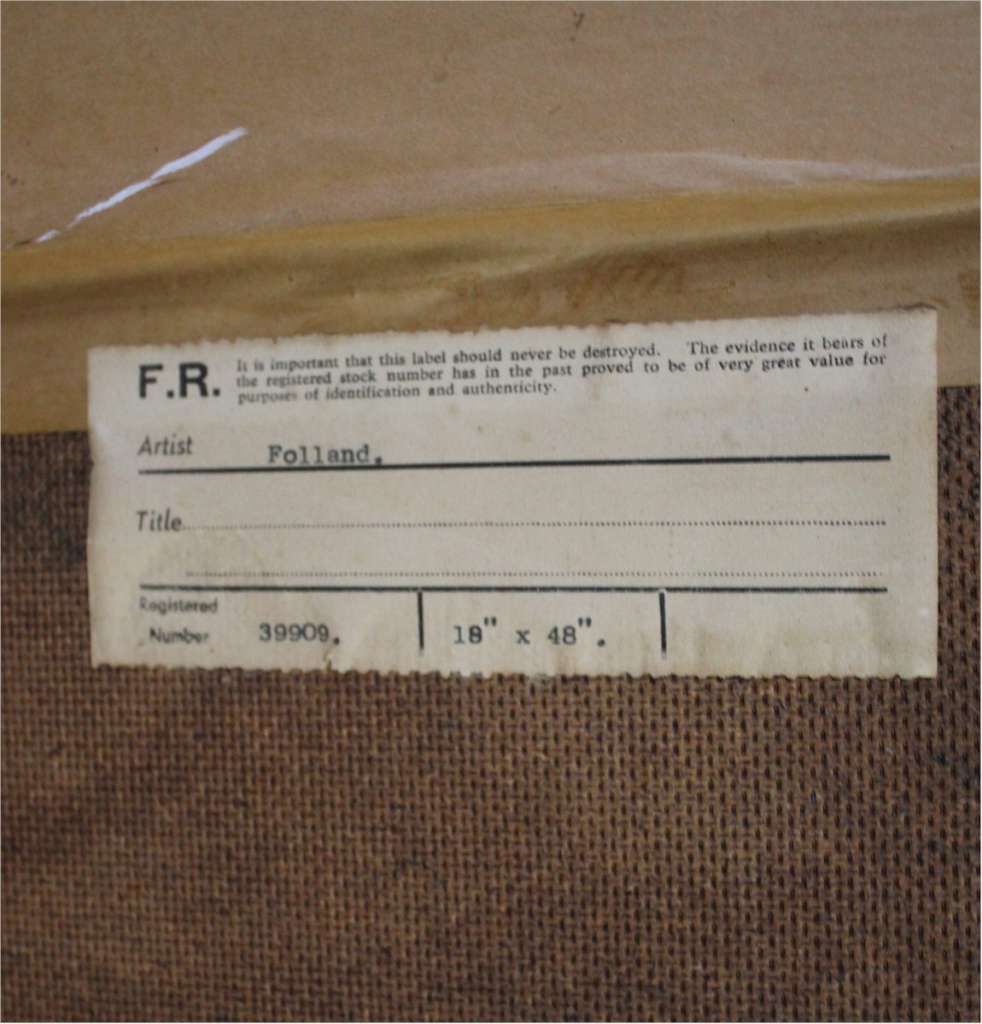 F.R. It is important that this label should never be destroyed. The evidence it bears of
the registered stock number has in the past proved to be of very great value for
purposes of identification and authenticity.
Artist Folland.
Title
Registered
Number 39909. 18" x 48".